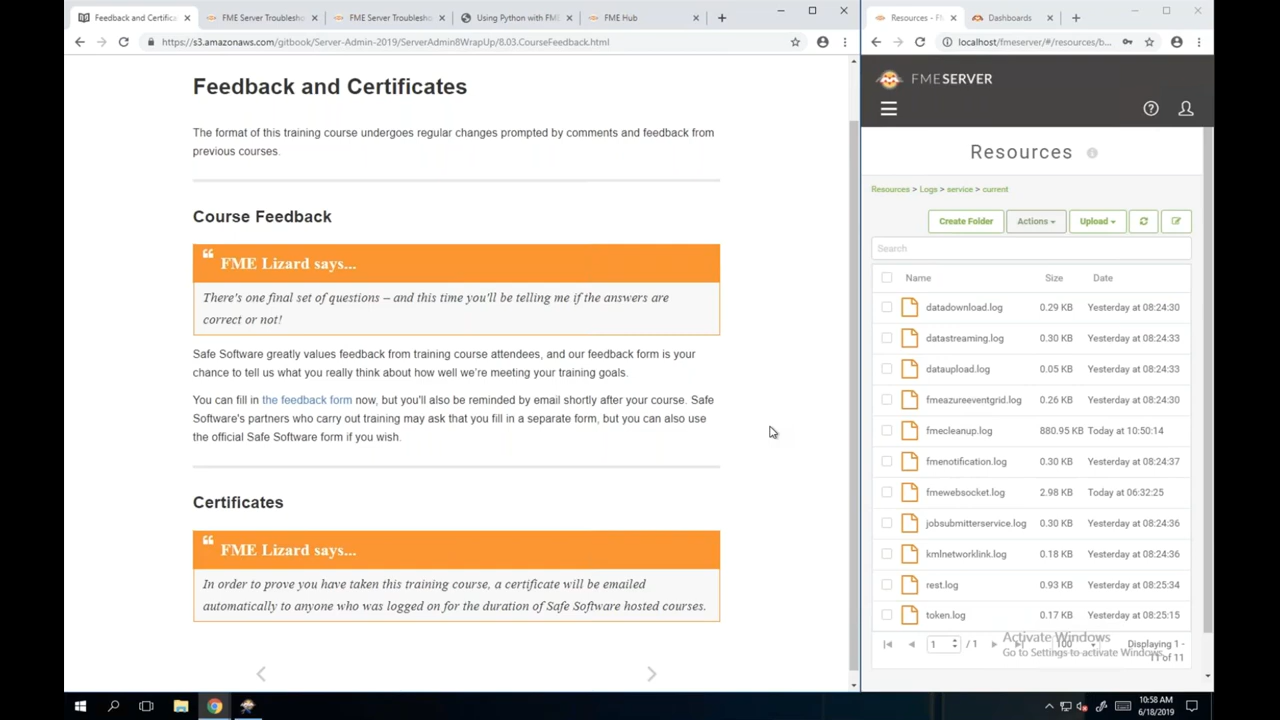 Feedback and Certifica
FME Server Troublesho
FME Server Troublesho
Using Python with FM
FME Hub
https://s3.amazonaws.com/gitbook/Server-Admin-2019/ServerAdmin8WrapUp/8.03.CourseFeedback.html
Feedback and Certificates
The format of this training course undergoes regular changes prompted by comments and feedback from
previous courses.
Course Feedback
FME Lizard says...
There's one final set of questions – and this time you'll be telling me if the answers are
correct or not!
Safe Software greatly values feedback from training course attendees, and our feedback form is your
chance to tell us what you really think about how well we're meeting your training goals.
You can fill in the feedback form now, but you'll also be reminded by email shortly after your course. Safe
Software's partners who carry out training may ask that you fill in a separate form, but you can also use
the official Safe Software form if you wish.
Certificates
FME Lizard says...
In order to prove you have taken this training course, a certificate will be emailed
automatically to anyone who was logged on for the duration of Safe Software hosted courses.
Resources - F
Dashboards
localhost/fmeserver/#/resources/b...
FMESERVER
Resources
Resources > Logs > service > current
Create Folder
Actions
Upload
Search
Name Size Date
datadownload.log 0.29 KB Yesterday at 08:24:30
datastreaming.log 0.30 KB Yesterday at 08:24:33
dataupload.log 0.05 KB Yesterday at 08:24:33
fmeazureeventgrid.log 0.26 KB Yesterday at 08:24:30
fmecleanup.log 880.95 KB Today at 10:50:14
fmenotification.log 0.30 KB Yesterday at 08:24:37
fmewebsocket.log 2.98 KB Today at 06:32:25
jobsubmitterservice.log 0.30 KB Yesterday at 08:24:36
kmlnetworklink.log 0.18 KB Yesterday at 08:24:36
rest.log 0.93 KB Yesterday at 08:25:34
token.log 0.17 KB Yesterday at 08:25:15
Activate Windows
1 / 1 100 Displaying 1 -
Go to Settings to activate Windows.
11 of 11
10:58 AM
6/18/2019